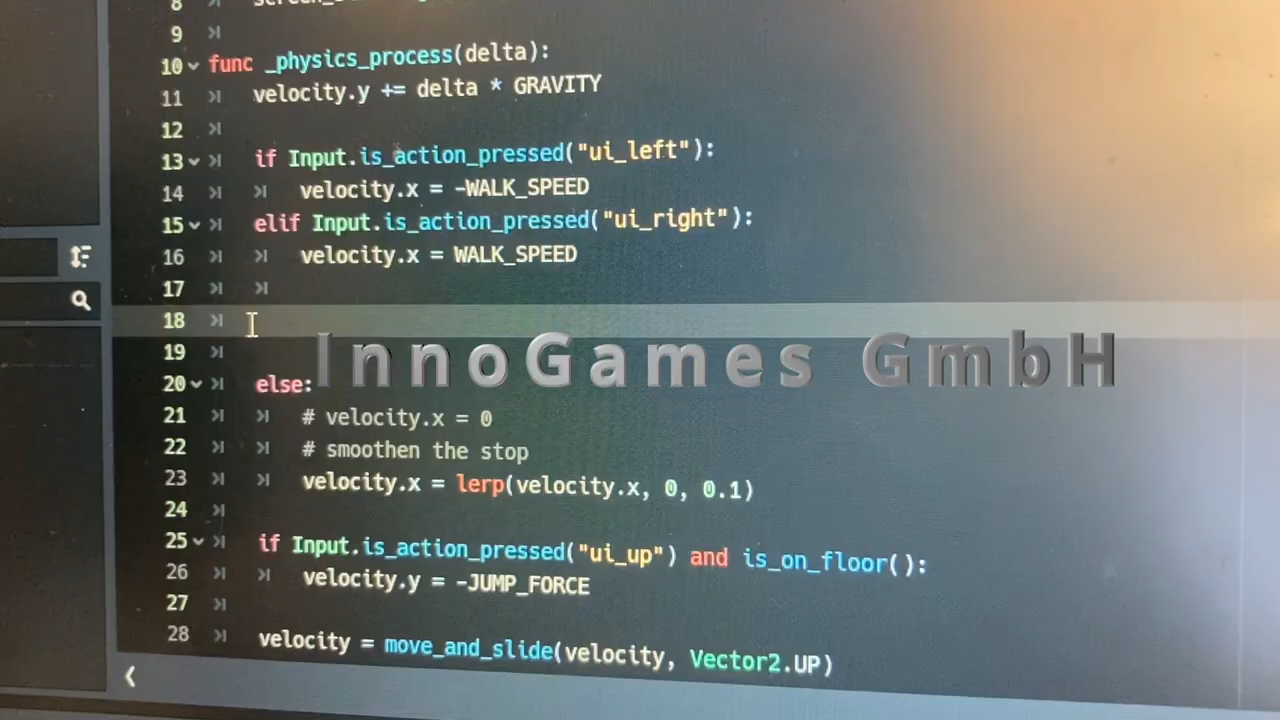 8
9
10 func _physics_process(delta):
11 velocity.y += delta * GRAVITY
12
13 if Input.is_action_pressed("ui_left"):
14 velocity.x = -WALK_SPEED
15 elif Input.is_action_pressed("ui_right"):
16 velocity.x = WALK_SPEED
17
18
InnoGames GmbH
19
20 else:
21 # velocity.x = 0
22 # smoothen the stop
23 velocity.x = lerp(velocity.x, 0, 0.1)
24
25 if Input.is_action_pressed("ui_up") and is_on_floor():
26 velocity.y = -JUMP_FORCE
27
28 velocity = move_and_slide(velocity, Vector2.UP)